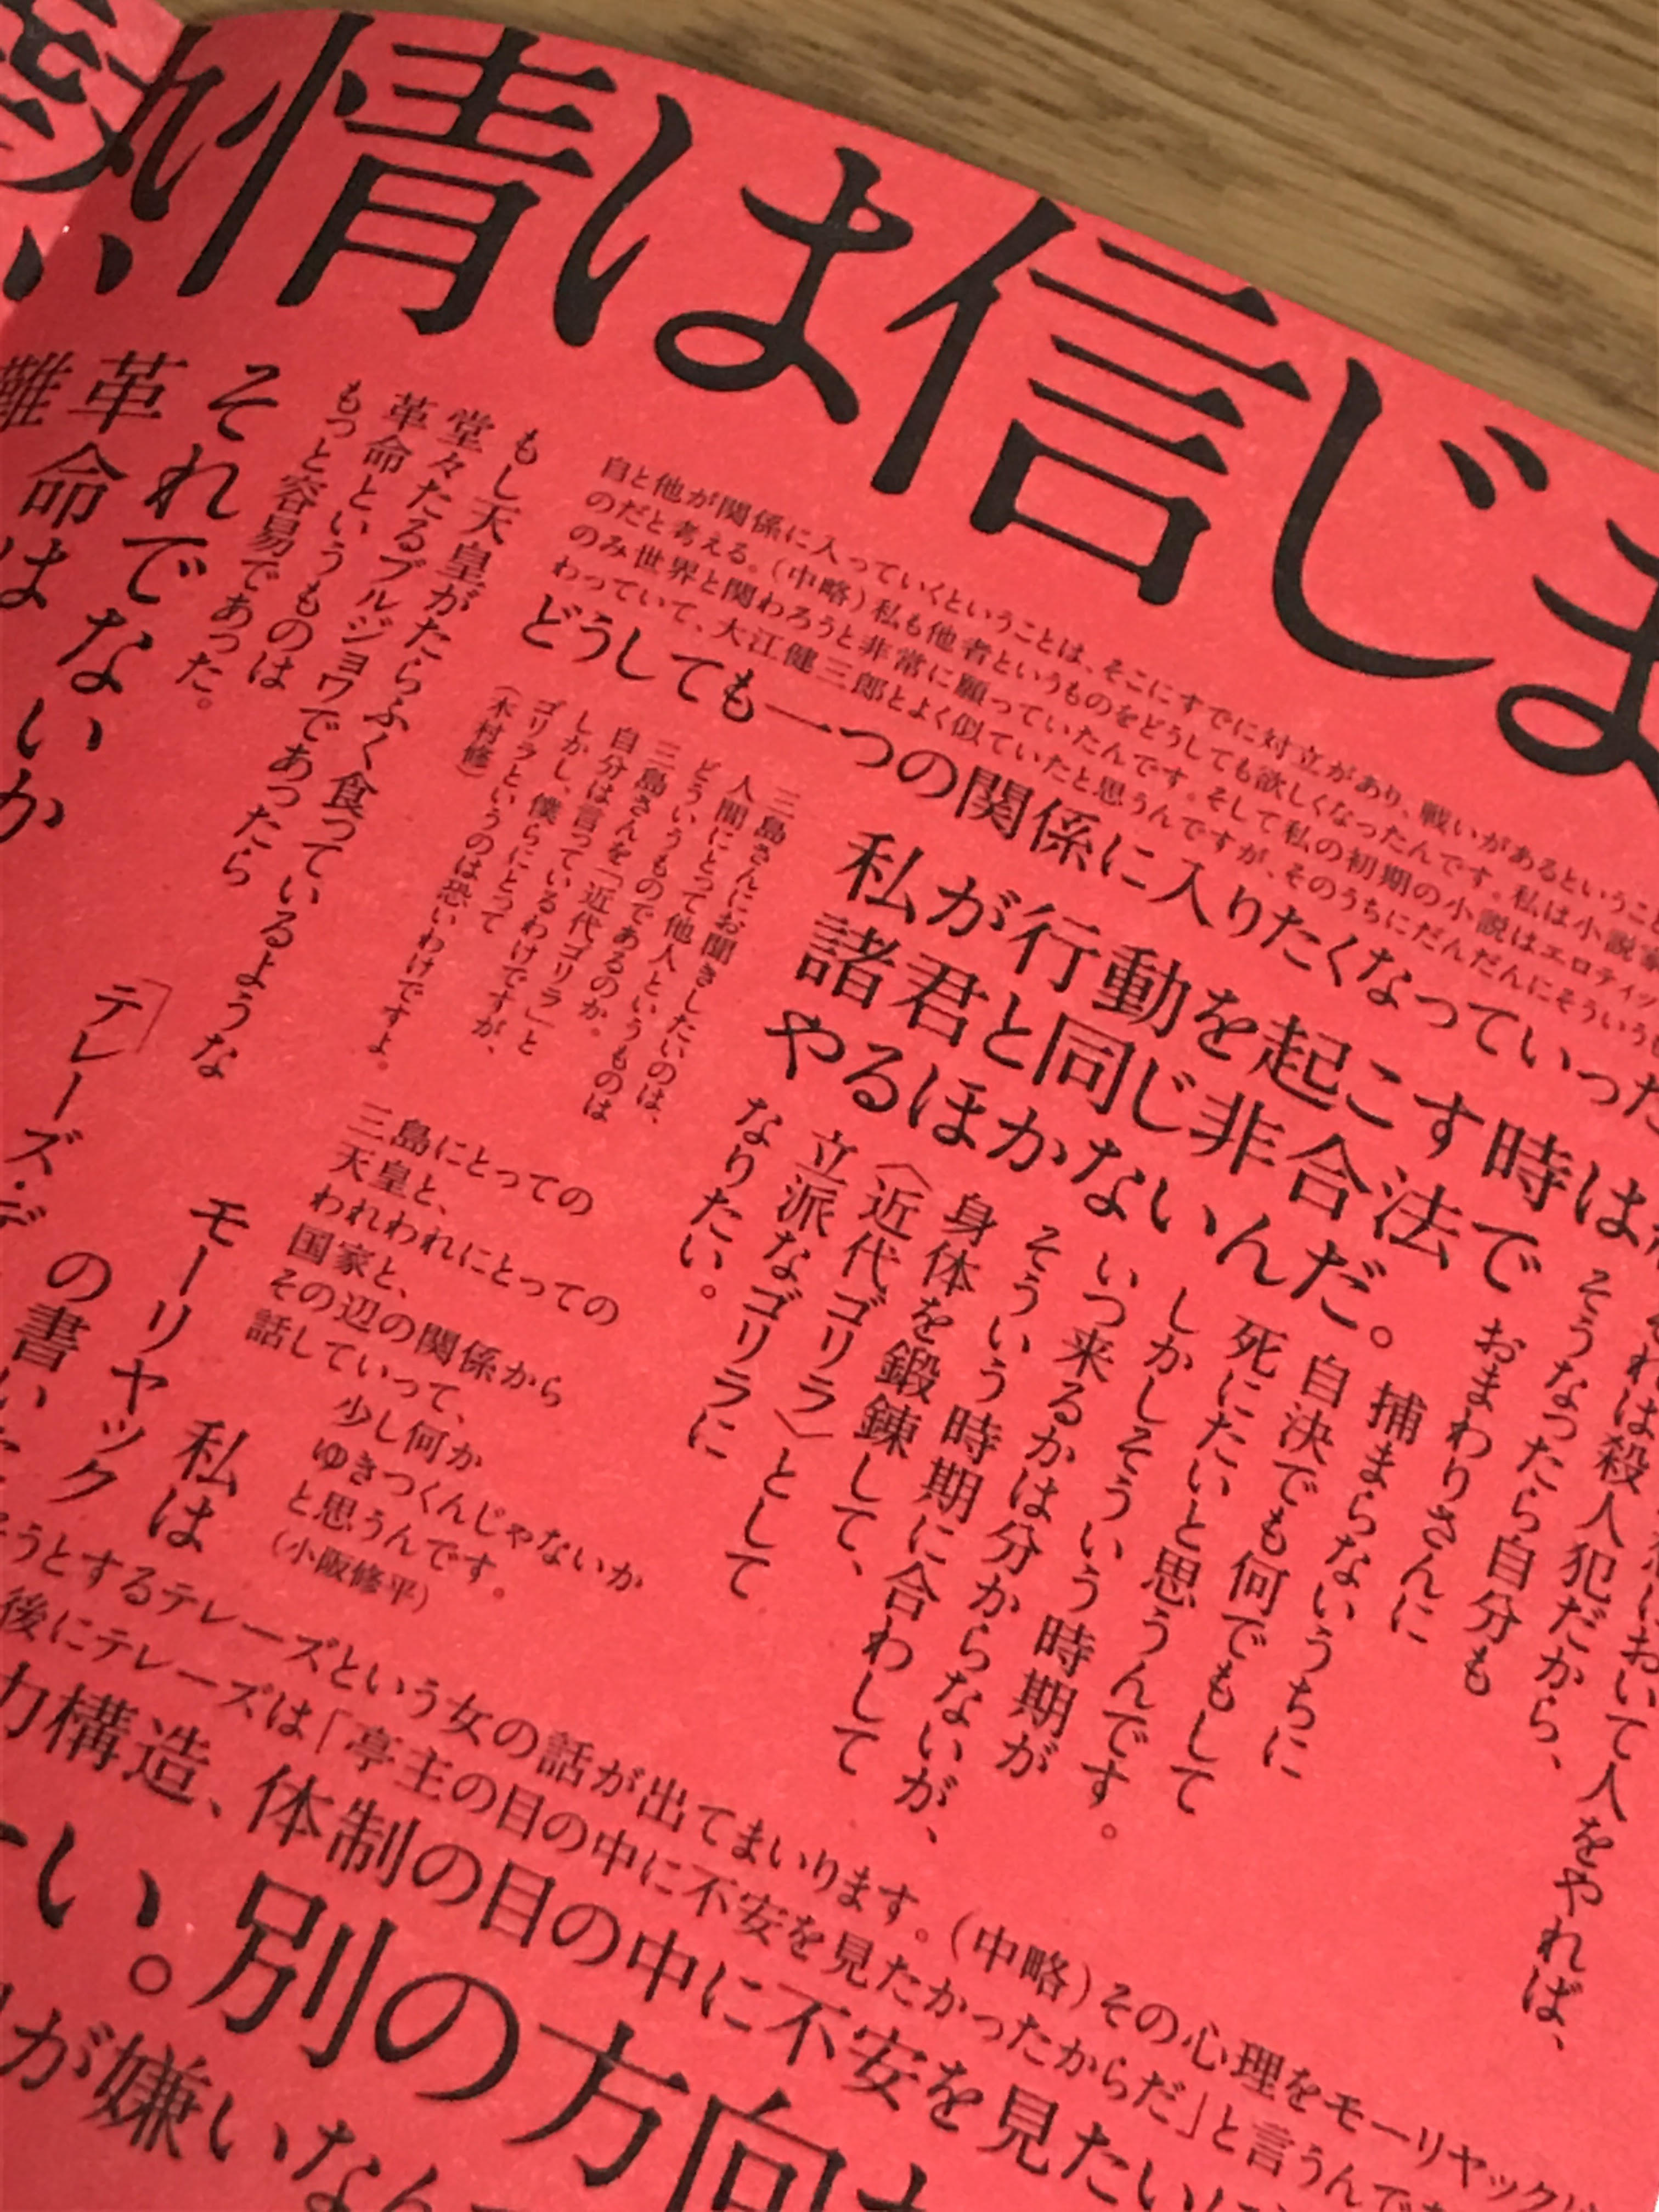 熱情は信じま
い
自と他が関係に入っていくということは、そこにすでに対立があり、戦いがあるということ
のだと考える。(中略)私も他者というものをどうしても欲しくなったんです。私は小説家
のみ世界と関わろうと非常に願っていたんです。そして私の初期の小説はエロティッ
わっていて、大江健三郎とよく似ていたと思うんですが、そのうちにだんだんにそういう
どうしても一つの関係に入りたくなっていった
もし天皇がたらふく食っているような
堂々たるブルジョワであったら
革命というものは
もっと容易であった。
それでない
革命は
難
いか
私が行動を起こす時は
諸君と同じ非合法で
やるほかないんだ。
において人をやれば、
それは殺人犯だから、
そうなったら自分も
おまわりさんに
捕まらないうちに
自決でも何でもして
死にたいと思うんです。
しかしそういう時期が
いつ来るかは分からないが、
そういう時期に合わして
身体を鍛錬して、
〈近代ゴリラ〉として
立派なゴリラに
なりたい。
三島さんにお聞きしたいのは、
人間にとって他人というものは
どういうものであるのか。
三島さんを「近代ゴリラ」と
自分は言っているわけですが、
しかし、僕らにとって
ゴリラというのは恐いわけですよ。
(木村修)
三島にとっての
天皇と、
われわれにとっての
国家と、
その辺の関係から
話していって、
少し何か
ゆきつくんじゃないか
と思うんです。
(小阪修平)
私は
モーリヤック
の書い
「テレーズ・デ
そうとするテレーズという女の話が出てまいります。(中略)その心理をモーリヤック
後にテレーズは「亭主の目の中に不安を見たかったからだ」と言うんで
力構造、体制の目の中に不安を見たい
い。別の方向
が嫌いなん